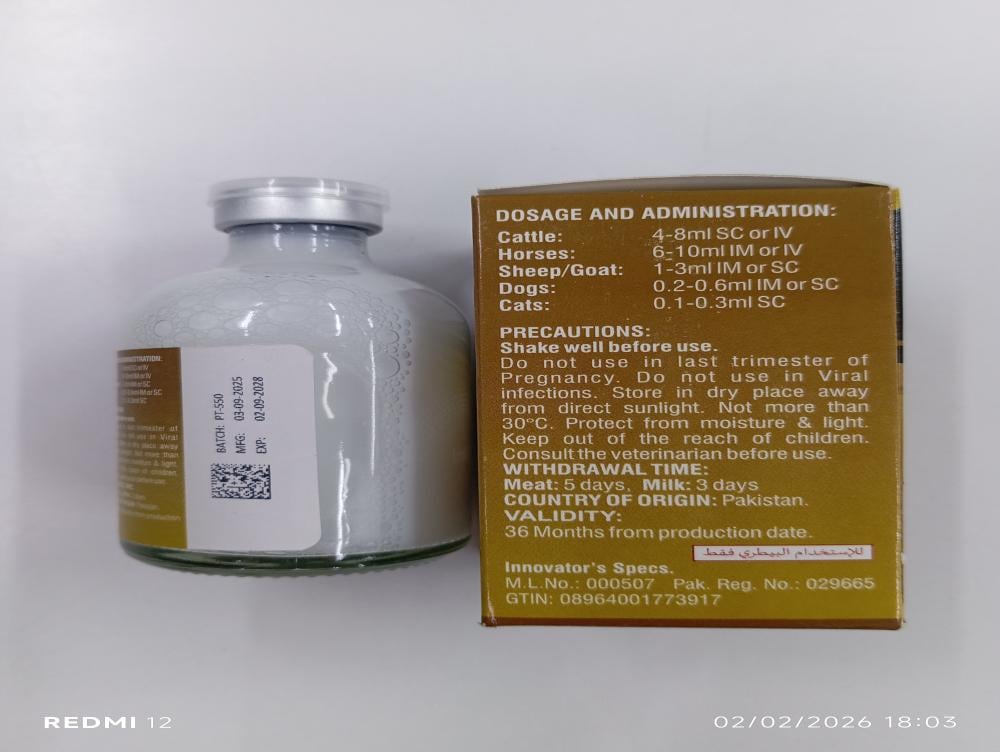 DOSAGE AND ADMINISTRATION:
Cattle: 4-8ml SC or IV
Horses: 6-10ml IM or IV
Sheep/Goat: 1-3ml IM or SC
Dogs: 0.2-0.6ml IM or SC
Cats: 0.1-0.3ml SC
PRECAUTIONS:
Shake well before use.
Do not use in last trimester of
Pregnancy. Do not use in Viral
infections. Store in dry place away
from direct sunlight. Not more than
30°C. Protect from moisture & light.
Keep out of the reach of children.
Consult the veterinarian before use.
WITHDRAWAL TIME:
Meat: 5 days, Milk: 3 days
COUNTRY OF ORIGIN: Pakistan.
VALIDITY:
36 Months from production date.
للإستخدام البيطري فقط
Innovator's Specs.
M.L.No.: 000507 Pak. Reg. No.: 029665
GTIN: 08964001773917
BATCH: PT-550
MFG: 03-09-2025
EXP: 02-09-2028
REDMI 12
02/02/2026 18:03